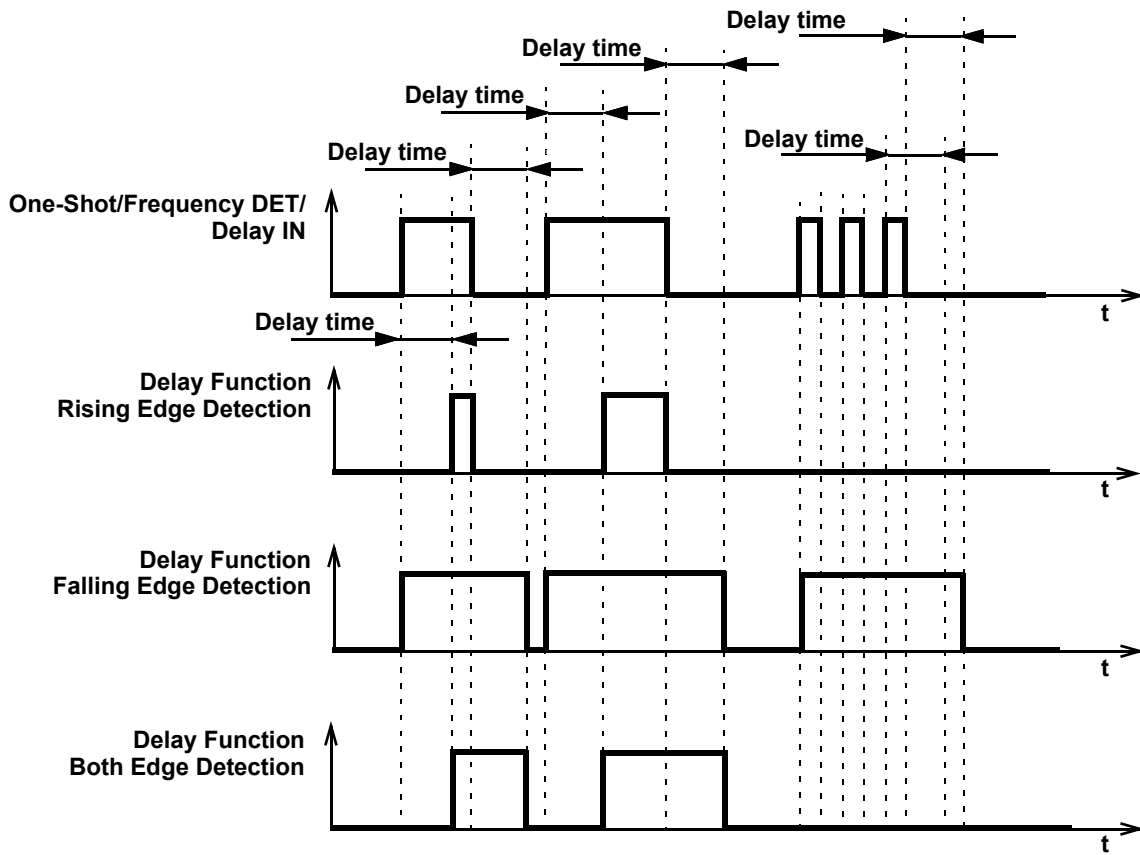 Delay time
Delay time
Delay time
Delay time
Delay time
One-Shot/Frequency DET/
Delay IN
t
Delay time
Delay Function
Rising Edge Detection
t
Delay Function
Falling Edge Detection
t
Delay Function
Both Edge Detection
t